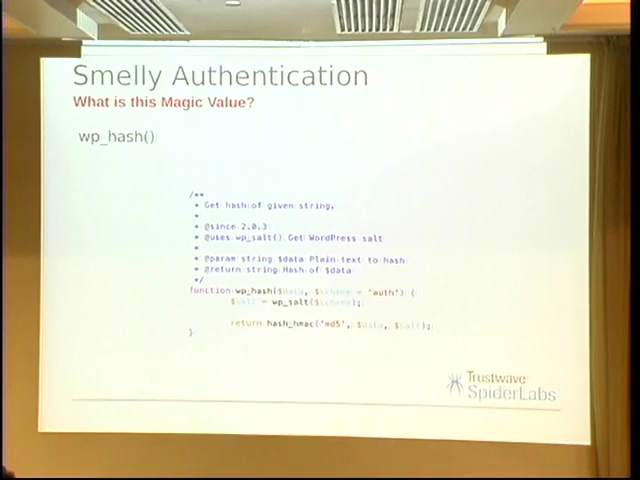 Smelly Authentication
What is this Magic Value?
wp_hash()
/**
* Get hash of given string.
*
* @since 2.0.3
* @uses wp_salt() Get WordPress salt
*
* @param string $data Plain text to hash
* @return string Hash of $data
*/
function wp_hash($data, $scheme = 'auth') {
$salt = wp_salt($scheme);
return hash_hmac('md5', $data, $salt);
}
Trustwave
SpiderLabs